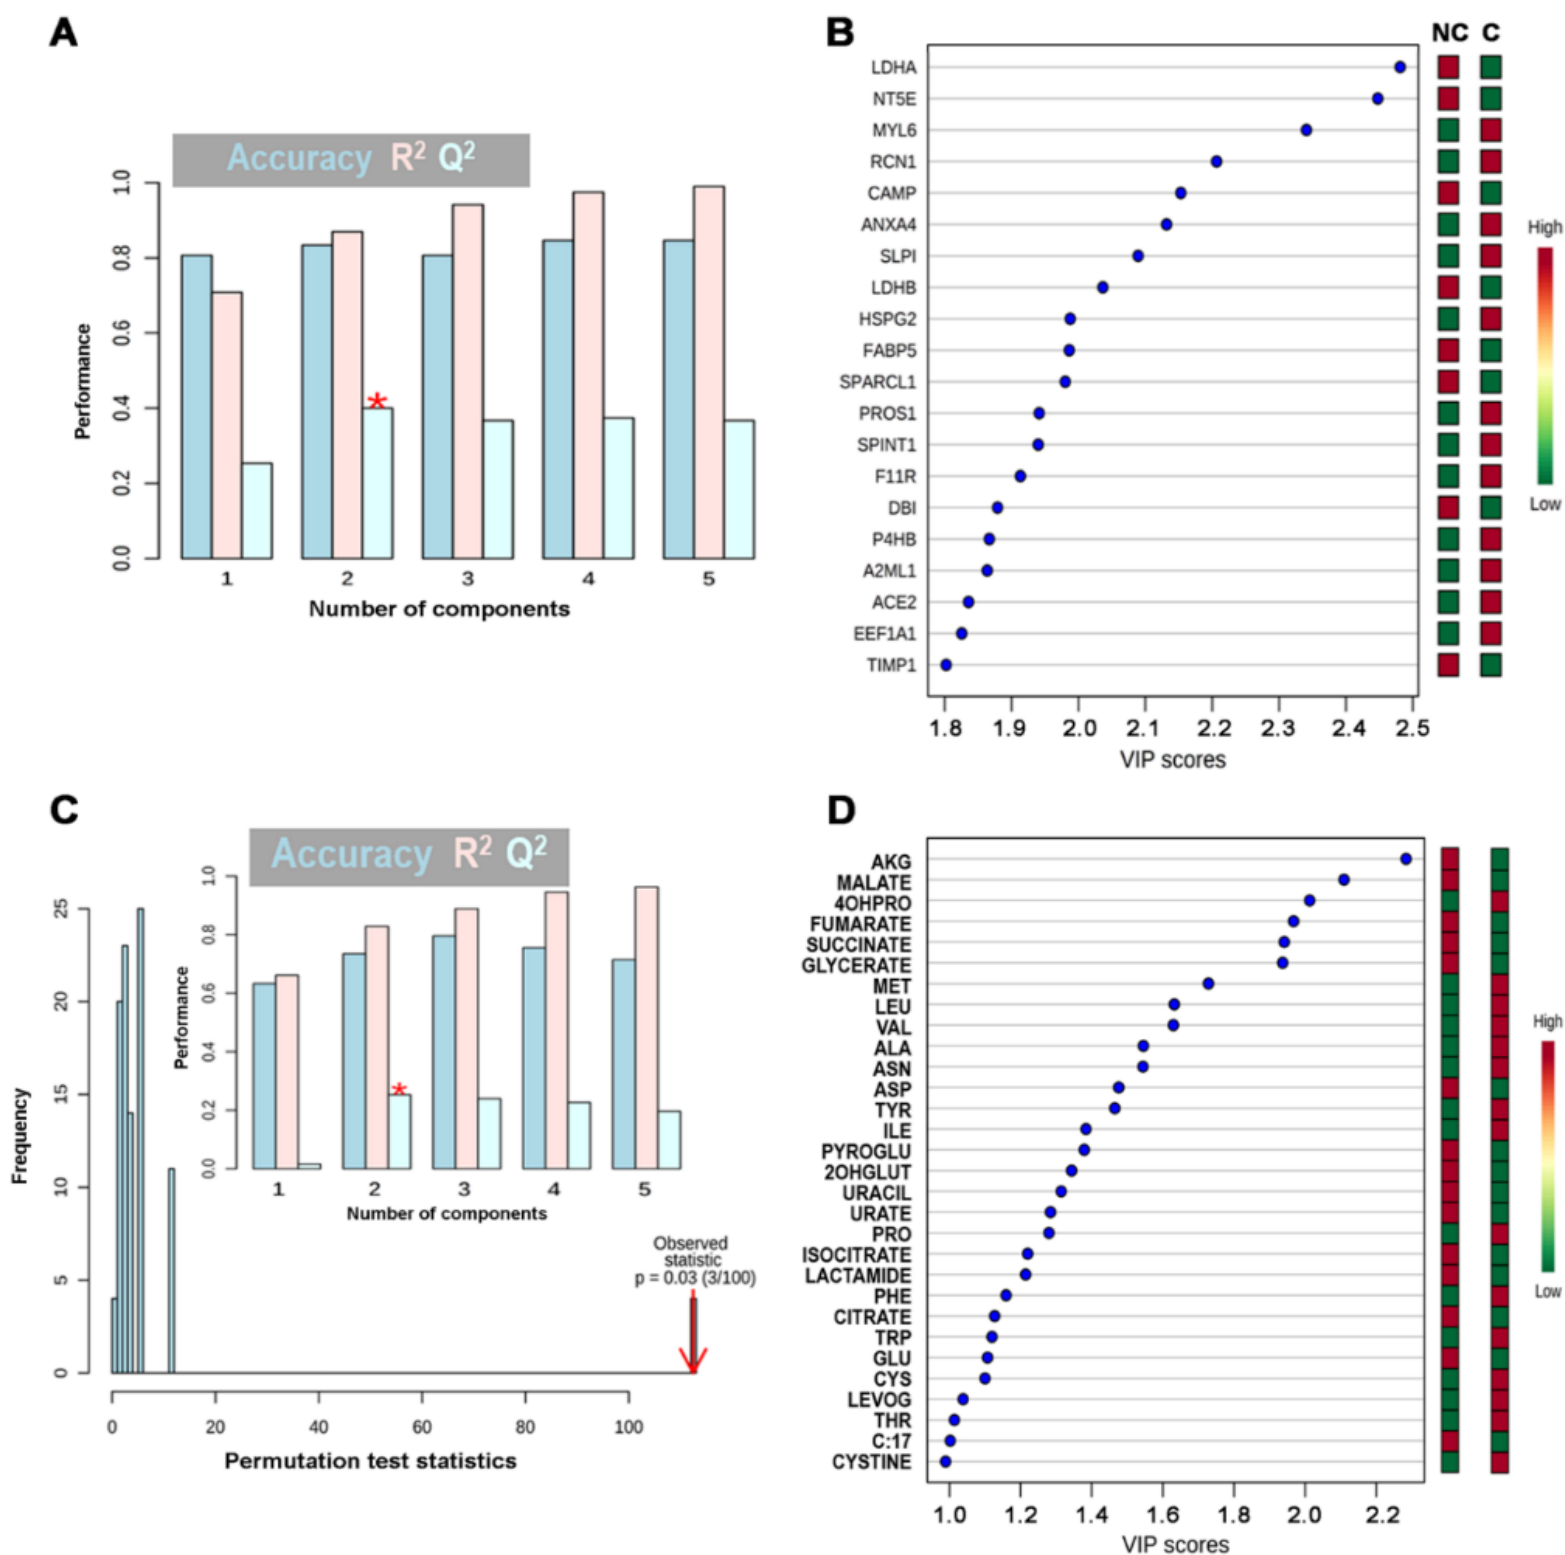 A
Accuracy R² Q²
1.0
0.8
0.6
0.4
0.2
0.0
Performance
*
1 2 3 4 5
Number of components
B
NC C
LDHA
NT5E
MYL6
RCN1
CAMP
ANXA4
SLPI
LDHB
HSPG2
FABP5
SPARCL1
PROS1
SPINT1
F11R
DBI
P4HB
A2ML1
ACE2
EEF1A1
TIMP1
1.8 1.9 2.0 2.1 2.2 2.3 2.4 2.5
VIP scores
High
Low
C
Accuracy R² Q²
1.0
0.8
0.6
0.4
0.2
0.0
Performance
*
1 2 3 4 5
Number of components
25
20
15
10
5
0
Frequency
Observed
statistic
p = 0.03 (3/100)
0 20 40 60 80 100
Permutation test statistics
D
AKG
MALATE
4OHPRO
FUMARATE
SUCCINATE
GLYCERATE
MET
LEU
VAL
ALA
ASN
ASP
TYR
ILE
PYROGLU
2OHGLUT
URACIL
URATE
PRO
ISOCITRATE
LACTAMIDE
PHE
CITRATE
TRP
GLU
CYS
LEVOG
THR
C:17
CYSTINE
1.0 1.2 1.4 1.6 1.8 2.0 2.2
VIP scores
High
Low